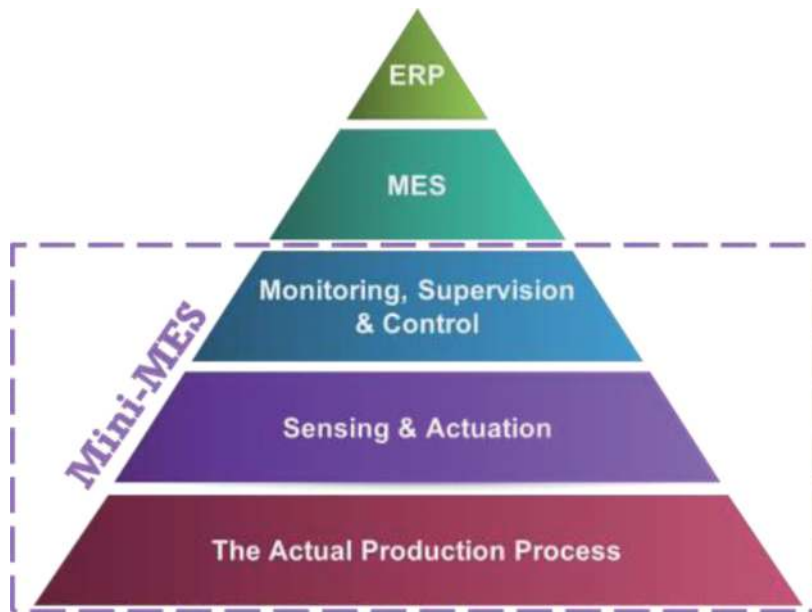 ERP
MES
Monitoring, Supervision
& Control
Mini-MES
Sensing & Actuation
The Actual Production Process